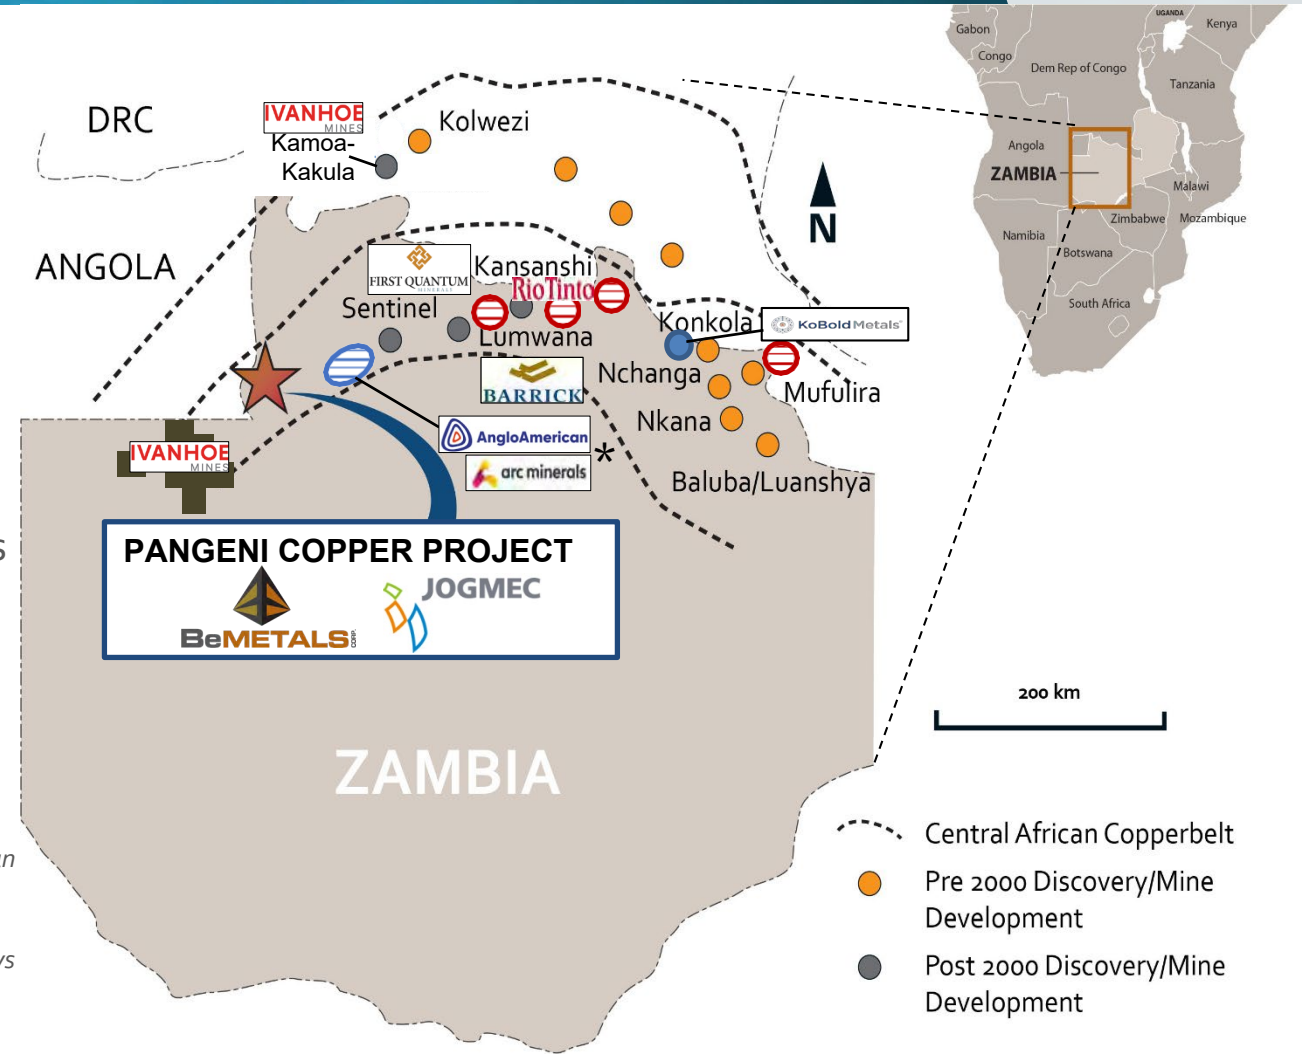 DRC
IVANHOE
MINES
Kamoa-
Kakula
Kolwezi
ANGOLA
FIRST QUANTUM
MINERALS
Kansanshi
RioTinto
Sentinel
Lumwana
BARRICK
Konkola
KoBold Metals
Nchanga
Mufulira
Nkana
Baluba/Luanshya
AngloAmerican
arc minerals
*
IVANHOE
MINES
PANGENI COPPER PROJECT
BeMETALS CORP.
JOGMEC
ZAMBIA
N
UGANDA
Kenya
Gabon
Congo
Dem Rep of Congo
Tanzania
Angola
ZAMBIA
Malawi
Zimbabwe
Mozambique
Namibia
Botswana
South Africa
200 km
Central African Copperbelt
Pre 2000 Discovery/Mine
Development
Post 2000 Discovery/Mine
Development